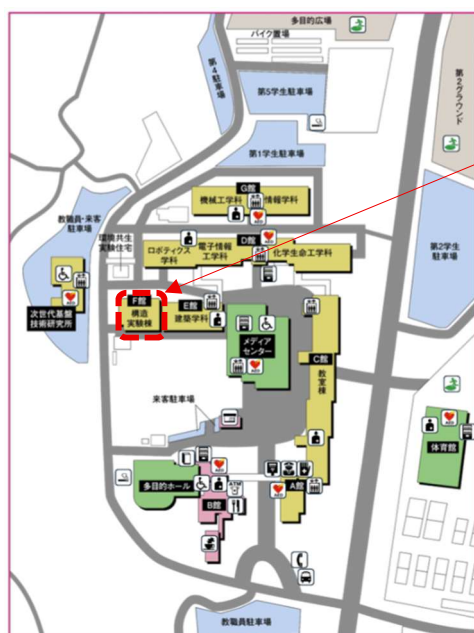 多目的広場
バイク置場
第4駐車場
第5学生駐車場
第2グラウンド
第1学生駐車場
G館
機械工学科
情報学科
教職員・来客
駐車場
環境共生
実験住宅
D館
ロボティクス
学科
電子情報
工学科
化学生命工学科
第2学生
駐車場
次世代基盤
技術研究所
F館
構造
実験棟
E館
建築学科
メディア
センター
C館
教室棟
来客駐車場
体育館
多目的ホール
ATM
B館
A館
教職員駐車場